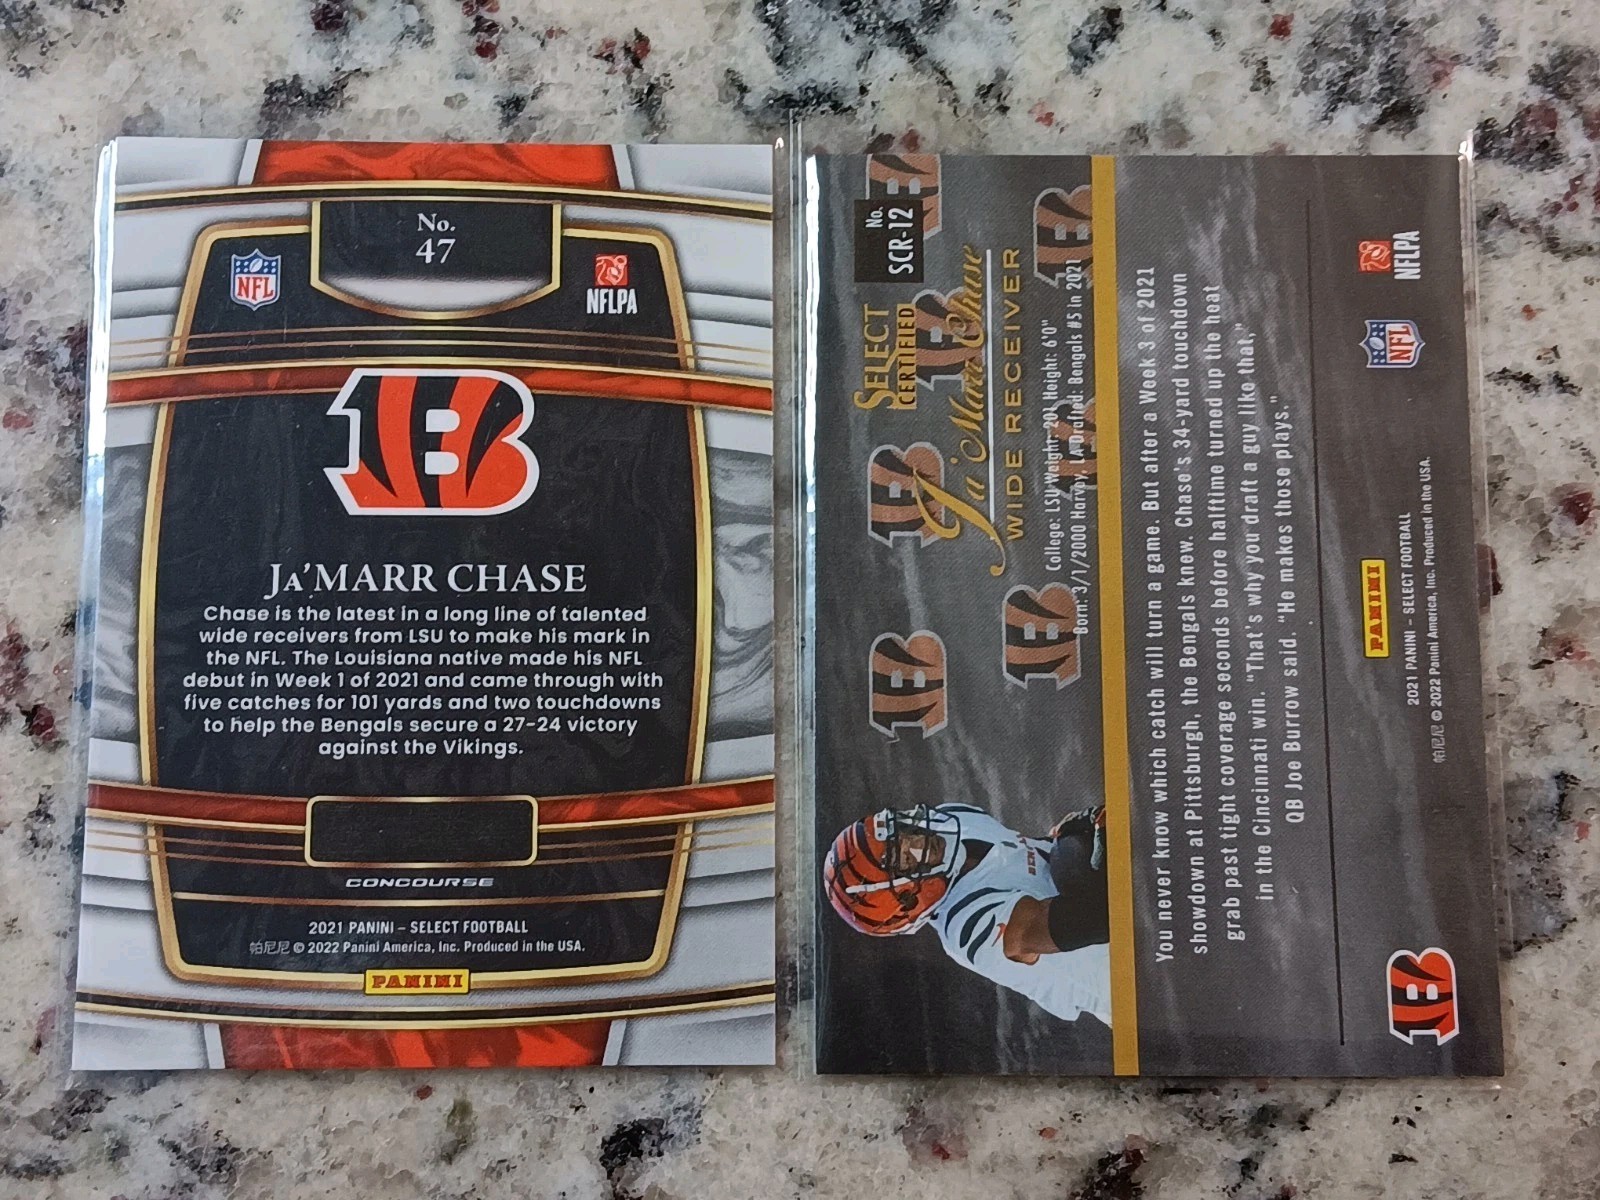 No.
47
NFL
NFLPA
B
JA'MARR CHASE
Chase is the latest in a long line of talented
wide receivers from LSU to make his mark in
the NFL. The Louisiana native made his NFL
debut in Week 1 of 2021 and came through with
five catches for 101 yards and two touchdowns
to help the Bengals secure a 27-24 victory
against the Vikings.
CONCOURSE
2021 PANINI – SELECT FOOTBALL
帕尼尼 © 2022 Panini America, Inc. Produced in the USA.
PANINI
No.
SCR-12
SELECT
CERTIFIED
Ja'Marr Chase
WIDE RECEIVER
College: LSU Weight: 201 Height: 6'0"
Born: 3/1/2000 Harvey, LA Drafted: Bengals #5 in 2021
You never know which catch will turn a game. But after a Week 3 of 2021
showdown at Pittsburgh, the Bengals knew. Chase's 34-yard touchdown
grab past tight coverage seconds before halftime turned up the heat
in the Cincinnati win. "That's why you draft a guy like that,"
QB Joe Burrow said. "He makes those plays."
NFLPA
NFL
PANINI
2021 PANINI – SELECT FOOTBALL
帕尼尼 © 2022 Panini America, Inc. Produced in the USA.
B